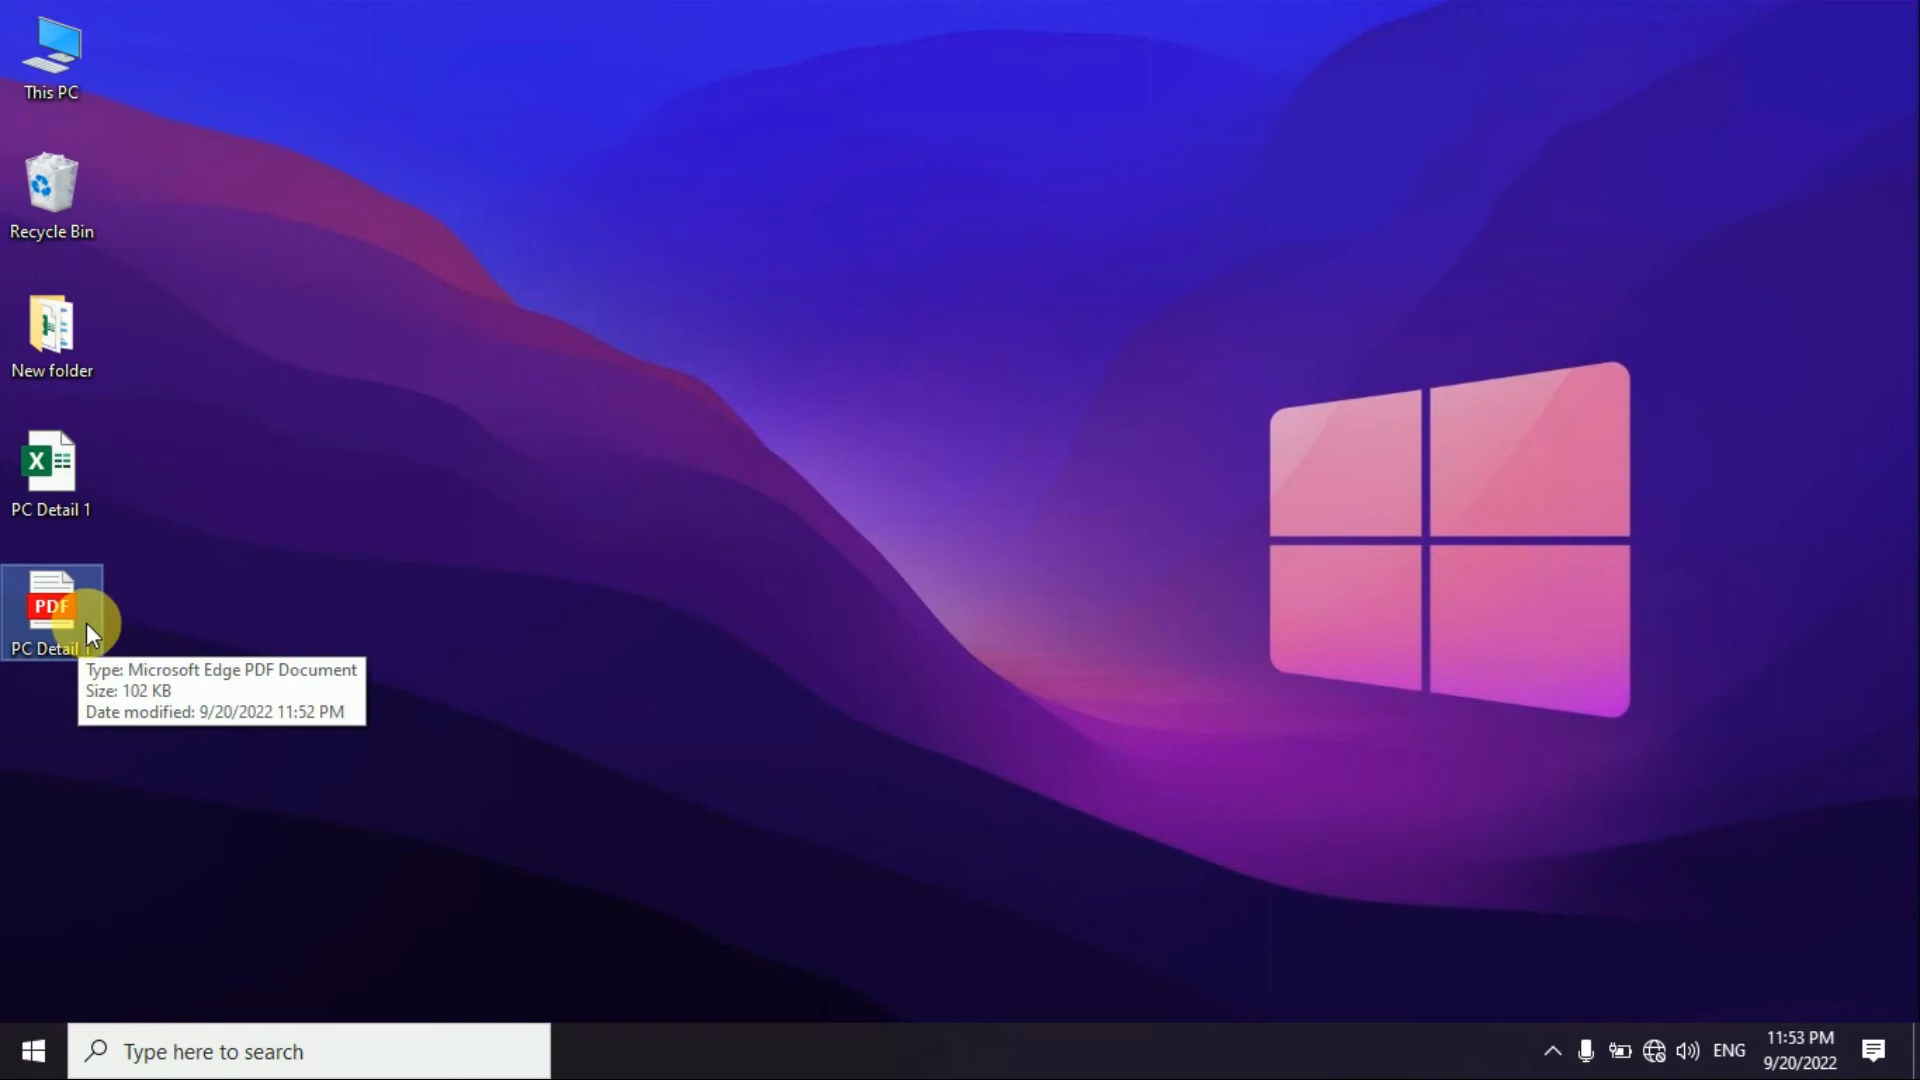 This PC
Recycle Bin
New folder
X
PC Detail 1
PDF
PC Detail 1
Type: Microsoft Edge PDF Document
Size: 102 KB
Date modified: 9/20/2022 11:52 PM
Type here to search
ENG
11:53 PM
9/20/2022